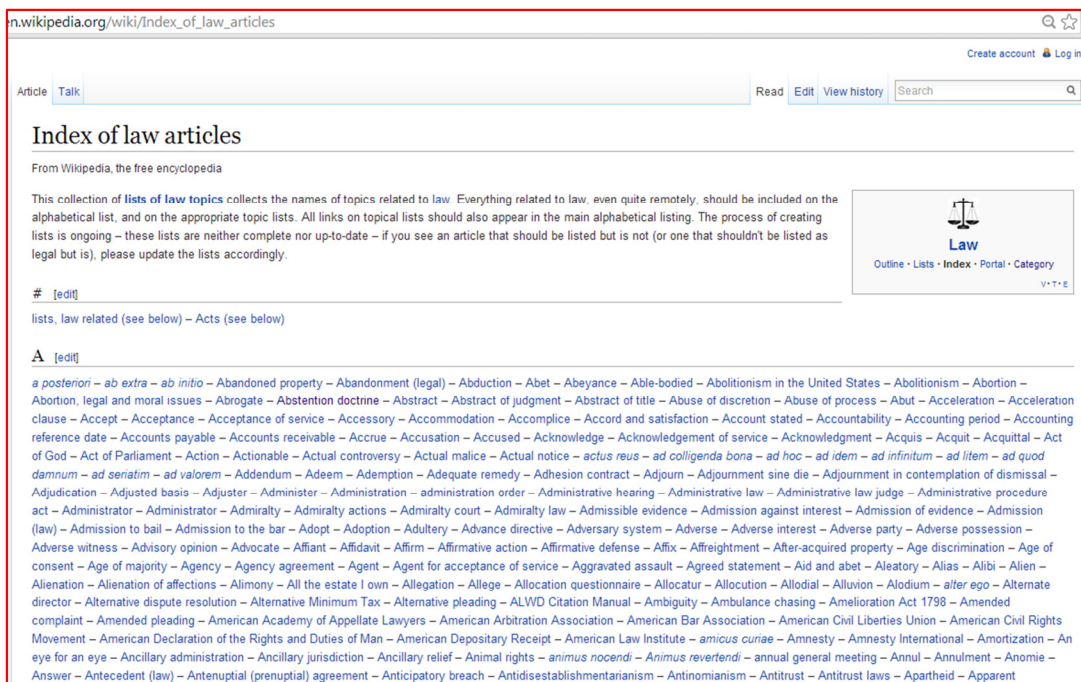 en.wikipedia.org/wiki/Index_of_law_articles
Create account Log in
Article Talk Read Edit View history Search
Index of law articles
From Wikipedia, the free encyclopedia
This collection of lists of law topics collects the names of topics related to law. Everything related to law, even quite remotely, should be included on the
alphabetical list, and on the appropriate topic lists. All links on topical lists should also appear in the main alphabetical listing. The process of creating
lists is ongoing – these lists are neither complete nor up-to-date – if you see an article that should be listed but is not (or one that shouldn't be listed as
legal but is), please update the lists accordingly.
Law
Outline • Lists • Index • Portal • Category
V • T • E
# [edit]
lists, law related (see below) – Acts (see below)
A [edit]
a posteriori – ab extra – ab initio – Abandoned property – Abandonment (legal) – Abduction – Abet – Abeyance – Able-bodied – Abolitionism in the United States – Abolitionism – Abortion –
Abortion, legal and moral issues – Abrogate – Abstention doctrine – Abstract – Abstract of judgment – Abstract of title – Abuse of discretion – Abuse of process – Abut – Acceleration – Acceleration
clause – Accept – Acceptance – Acceptance of service – Accessory – Accommodation – Accomplice – Accord and satisfaction – Account stated – Accountability – Accounting period – Accounting
reference date – Accounts payable – Accounts receivable – Accrue – Accusation – Accused – Acknowledge – Acknowledgement of service – Acknowledgment – Acquis – Acquit – Acquittal – Act
of God – Act of Parliament – Action – Actionable – Actual controversy – Actual malice – Actual notice – actus reus – ad colligenda bona – ad hoc – ad idem – ad infinitum – ad litem – ad quod
damnum – ad seriatim – ad valorem – Addendum – Adeem – Ademption – Adequate remedy – Adhesion contract – Adjourn – Adjournment sine die – Adjournment in contemplation of dismissal –
Adjudication – Adjusted basis – Adjuster – Administer – Administration – administration order – Administrative hearing – Administrative law – Administrative law judge – Administrative procedure
act – Administrator – Administrator – Admiralty – Admiralty actions – Admiralty court – Admiralty law – Admissible evidence – Admission against interest – Admission of evidence – Admission
(law) – Admission to bail – Admission to the bar – Adopt – Adoption – Adultery – Advance directive – Adversary system – Adverse – Adverse interest – Adverse party – Adverse possession –
Adverse witness – Advisory opinion – Advocate – Affiant – Affidavit – Affirm – Affirmative action – Affirmative defense – Affix – Affreightment – After-acquired property – Age discrimination – Age of
consent – Age of majority – Agency – Agency agreement – Agent – Agent for acceptance of service – Aggravated assault – Agreed statement – Aid and abet – Aleatory – Alias – Alibi – Alien –
Alienation – Alienation of affections – Alimony – All the estate I own – Allegation – Allege – Allocation questionnaire – Allocatur – Allocution – Allodial – Alluvion – Alodium – alter ego – Alternate
director – Alternative dispute resolution – Alternative Minimum Tax – Alternative pleading – ALWD Citation Manual – Ambiguity – Ambulance chasing – Amelioration Act 1798 – Amended
complaint – Amended pleading – American Academy of Appellate Lawyers – American Arbitration Association – American Bar Association – American Civil Liberties Union – American Civil Rights
Movement – American Declaration of the Rights and Duties of Man – American Depositary Receipt – American Law Institute – amicus curiae – Amnesty – Amnesty International – Amortization – An
eye for an eye – Ancillary administration – Ancillary jurisdiction – Ancillary relief – Animal rights – animus nocendi – Animus revertendi – annual general meeting – Annul – Annulment – Anomie –
Answer – Antecedent (law) – Antenuptial (prenuptial) agreement – Anticipatory breach – Antidisestablishmentarianism – Antinomianism – Antitrust – Antitrust laws – Apartheid – Apparent